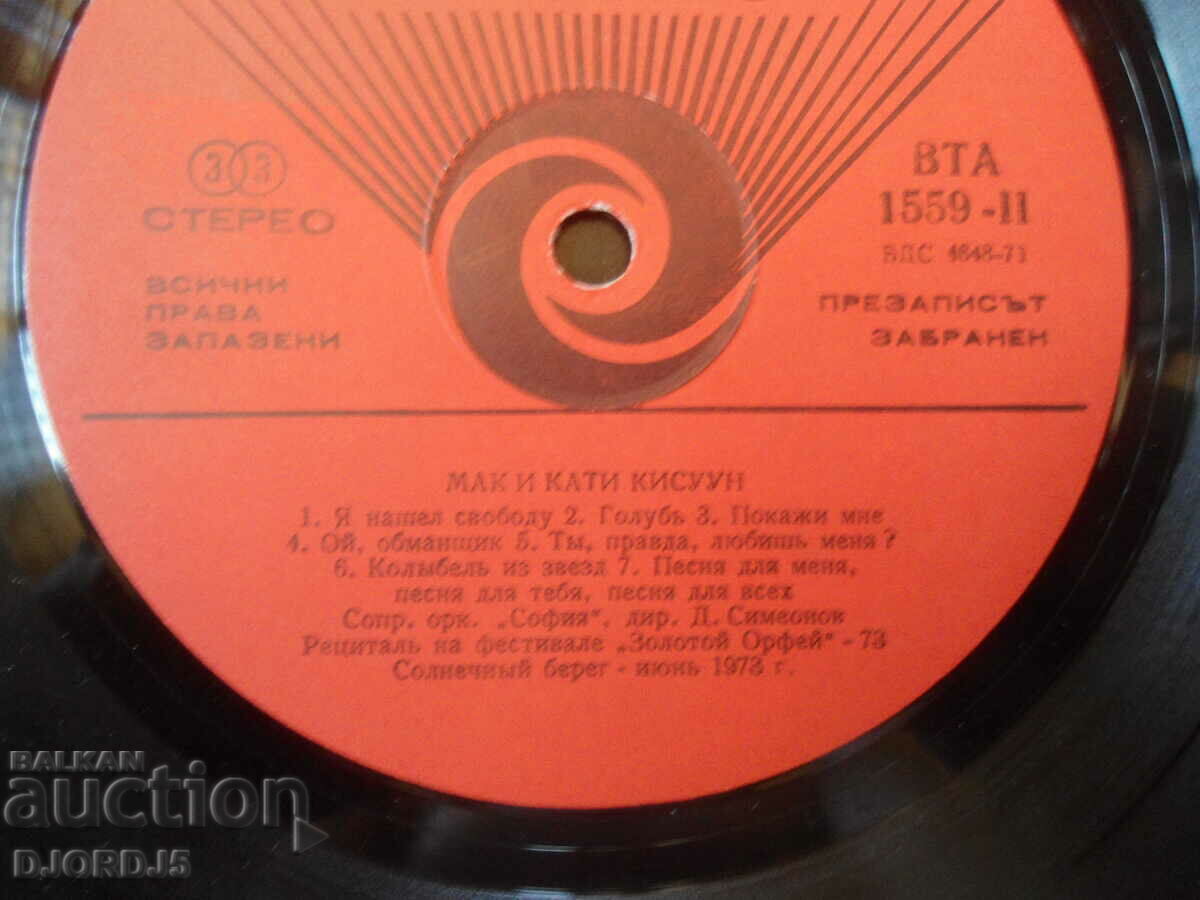 33
СТЕРЕО
ВСИЧНИ
ПРАВА
ЗАПАЗЕНИ
ВТА
1559-II
БДС 4648-71
ПРЕЗАПИСЪТ
ЗАБРАНЕН
МАК И КАТИ КИСУУН
1. Я нашел свободу 2. Голубь 3. Покажи мне
4. Ой, обманщик 5. Ты, правда, любишь меня?
6. Колыбель из звезд 7. Песня для меня,
песня для тебя, песня для всех
Сопр. орк. „София", дир. Д. Симеонов
Рециталь на фестивале „Золотой Орфей" - 73
Солнечный берег - июнь 1973 г.
BALKAN
auction
DJORDJ5